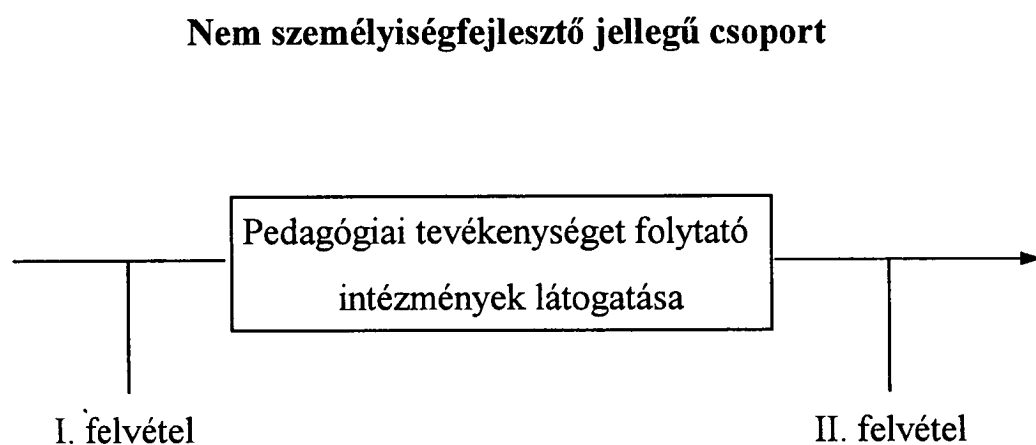 Nem személyiségfejlesztő jellegű csoport
Pedagógiai tevékenységet folytató
intézmények látogatása
I. felvétel
II. felvétel